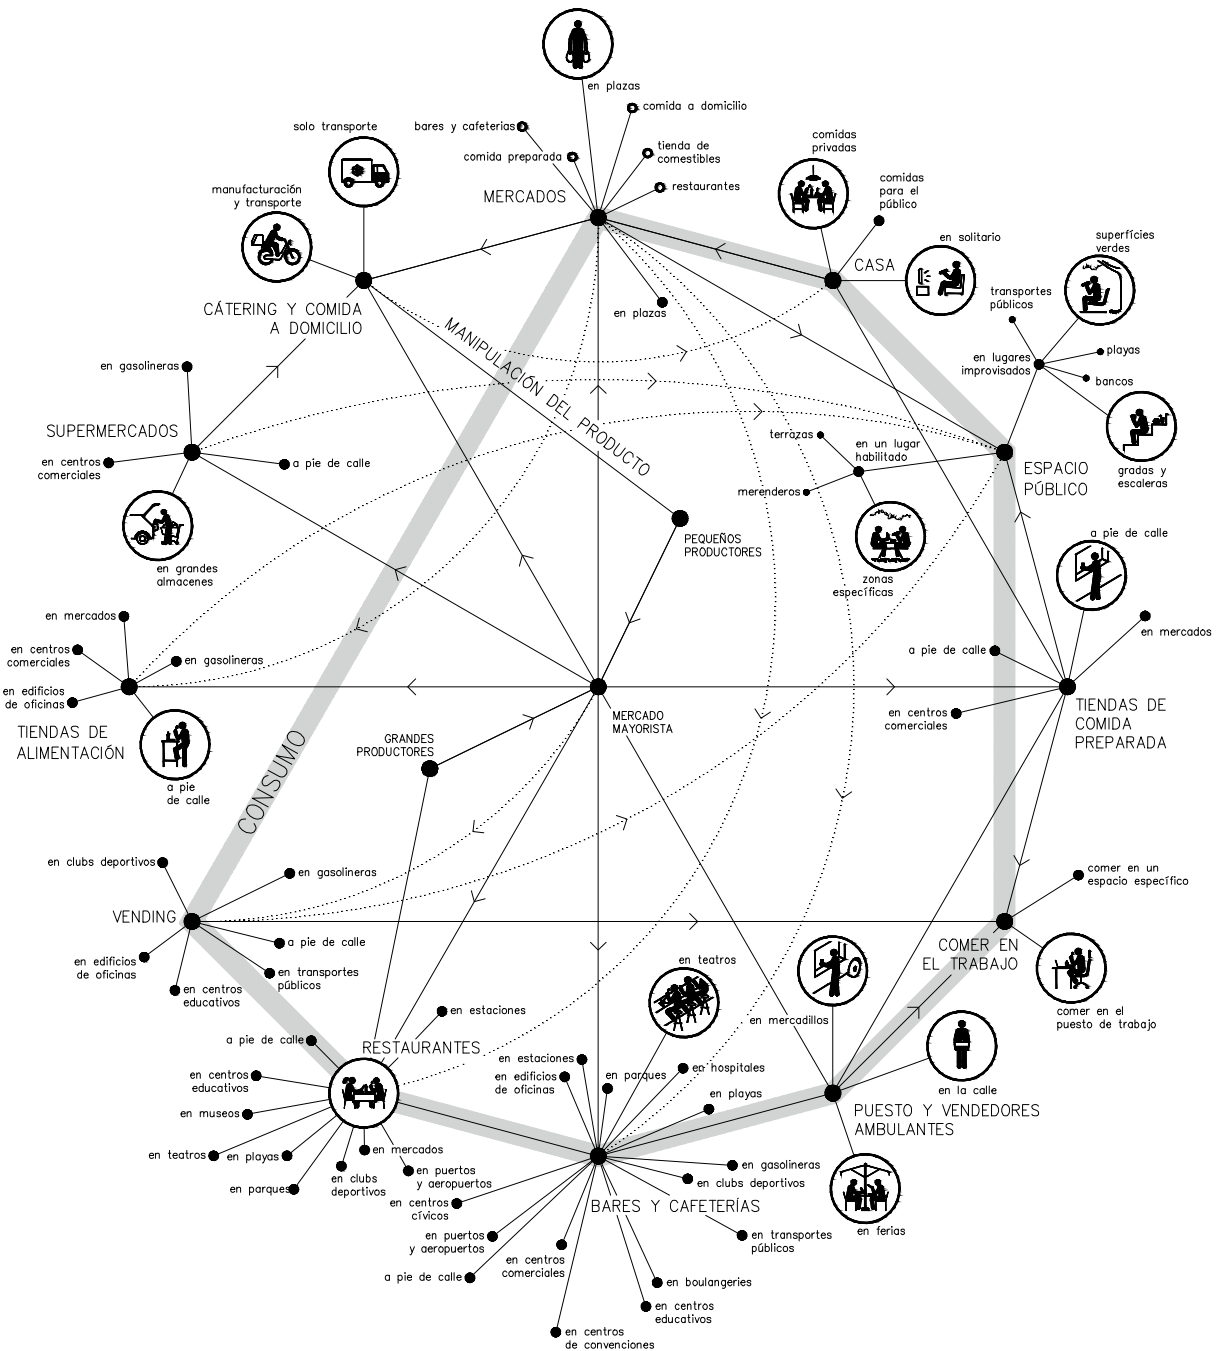 en plazas
comida a domicilio
bares y cafeterias
tienda de
comestibles
comida preparada
restaurantes
MERCADOS
en plazas
solo transporte
manufacturación
y transporte
CÁTERING Y COMIDA
A DOMICILIO
comidas
privadas
comidas
para el
público
en solitario
CASA
superfícies
verdes
transportes
públicos
en lugares
improvisados
playas
bancos
gradas y
escaleras
ESPACIO
PÚBLICO
terrazas
en un lugar
habilitado
merenderos
zonas
específicas
MANIPULACIÓN DEL PRODUCTO
PEQUEÑOS
PRODUCTORES
en gasolineras
SUPERMERCADOS
en centros
comerciales
a pie de calle
en grandes
almacenes
a pie de calle
en mercados
a pie de calle
en centros
comerciales
TIENDAS DE
COMIDA
PREPARADA
en mercados
en centros
comerciales
en gasolineras
en edificios
de oficinas
TIENDAS DE
ALIMENTACIÓN
a pie
de calle
MERCADO
MAYORISTA
GRANDES
PRODUCTORES
CONSUMO
en clubs deportivos
en gasolineras
VENDING
a pie de calle
en edificios
de oficinas
en transportes
públicos
en centros
educativos
comer en un
espacio específico
COMER EN
EL TRABAJO
comer en el
puesto de trabajo
en mercadillos
en la calle
PUESTO Y VENDEDORES
AMBULANTES
en ferias
en estaciones
a pie de calle
RESTAURANTES
en centros
educativos
en museos
en teatros
en playas
en parques
en clubs
deportivos
en mercados
en puertos
y aeropuertos
en teatros
en estaciones
en edificios
de oficinas
en parques
en hospitales
en playas
en gasolineras
en clubs deportivos
BARES Y CAFETERÍAS
en centros
cívicos
en puertos
y aeropuertos
a pie de calle
en centros
comerciales
en transportes
públicos
en boulangeries
en centros
educativos
en centros
de convenciones